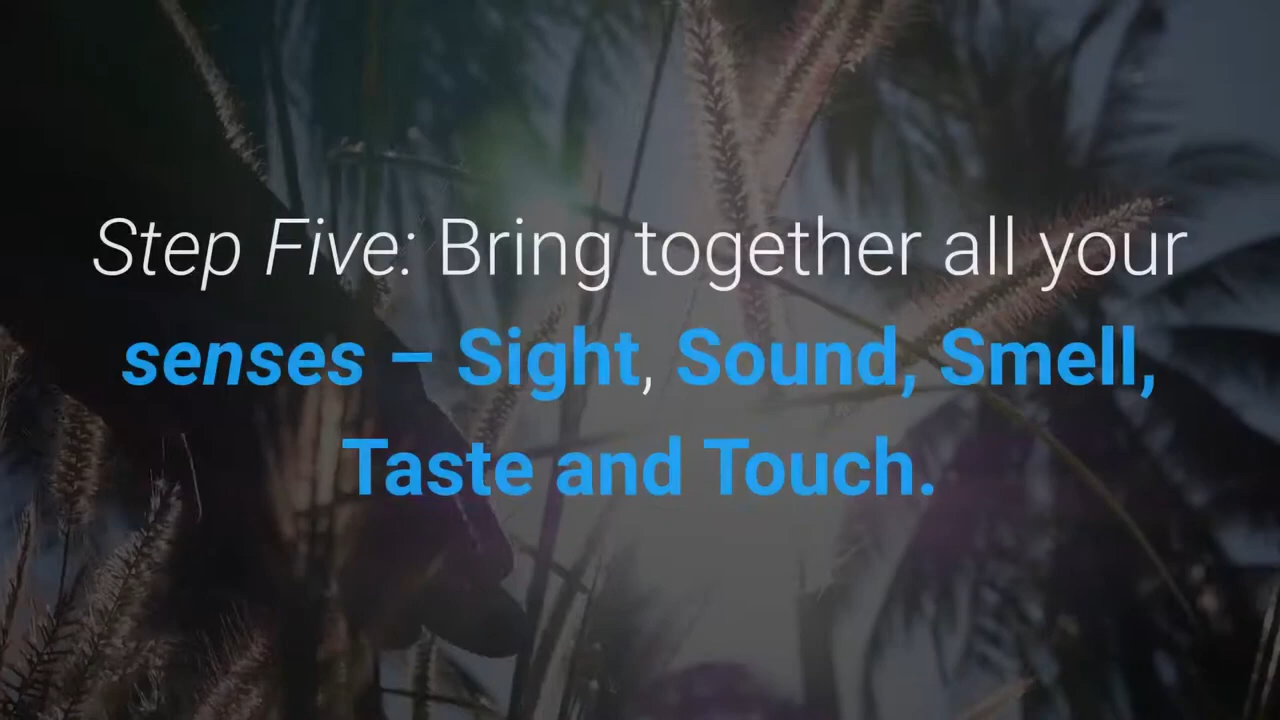 Step Five: Bring together all your
senses – Sight, Sound, Smell,
Taste and Touch.